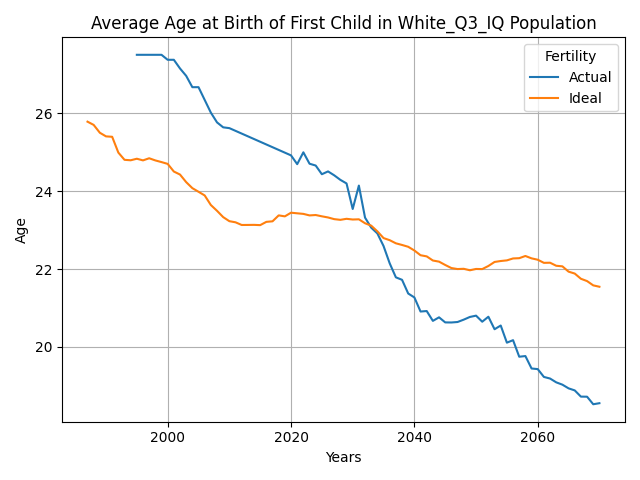 Average Age at Birth of First Child in White_Q3_IQ Population
Fertility
Actual
Ideal
Age
26
24
22
20
2000
2020
2040
2060
Years